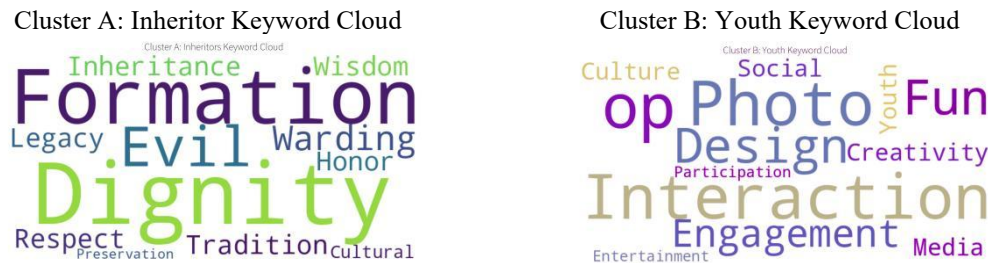 Cluster A: Inheritor Keyword Cloud
Cluster A: Inheritors Keyword Cloud
Inheritance Wisdom
Formation
Legacy Evil Warding
Honor
Dignity
Respect Tradition Cultural
Preservation
Cluster B: Youth Keyword Cloud
Cluster B: Youth Keyword Cloud
Culture Social Youth
op Photo Fun
Design Creativity
Participation
Interaction
Engagement Media
Entertainment